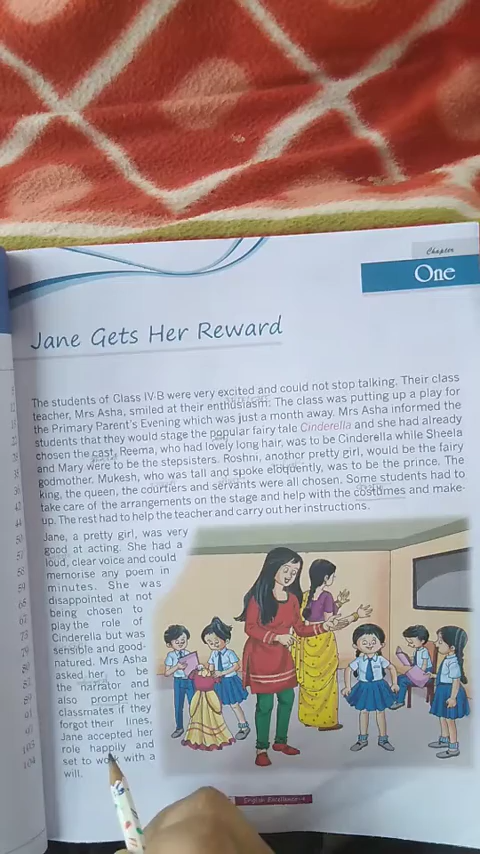 Chapter
One
Jane Gets Her Reward
The students of Class IV-B were very excited and could not stop talking. Their class
teacher, Mrs Asha, smiled at their enthusiasm. The class was putting up a play for
the Primary Parent's Evening which was just a month away. Mrs Asha informed the
students that they would stage the popular fairy tale Cinderella and she had already
chosen the cast. Reema, who had lovely long hair, was to be Cinderella while Sheela
and Mary were to be the stepsisters. Roshni, another pretty girl, would be the fairy
godmother. Mukesh, who was tall and spoke eloquently, was to be the prince. The
king, the queen, the courtiers and servants were all chosen. Some students had to
take care of the arrangements on the stage and help with the costumes and make-
up. The rest had to help the teacher and carry out her instructions.
Jane, a pretty girl, was very
good at acting. She had a
loud, clear voice and could
memorise any poem in
minutes. She was
disappointed at not
being chosen to
play the role of
Cinderella but was
sensible and good-
natured. Mrs Asha
asked her to be
the narrator and
also prompt her
classmates if they
forgot their lines.
Jane accepted her
role happily and
set to work with a
will.
English Excellence-4